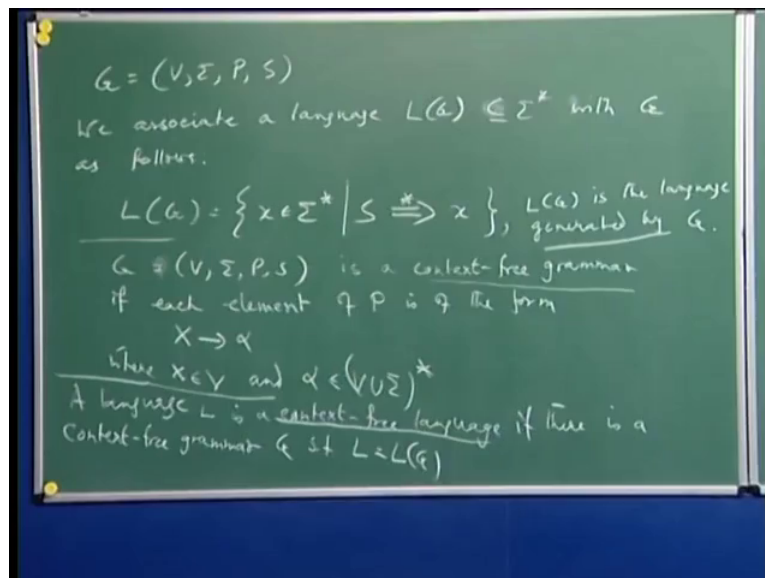 G = (V, Σ, P, S)
We associate a language L(G) ⊆ Σ* with G
as follows.
L(G) = { x ∈ Σ* | S ⇒* x }, L(G) is the language
generated by G.
G = (V, Σ, P, S) is a context-free grammar
if each element of P is of the form
X → α
where X ∈ V and α ∈ (V ∪ Σ)*
A language L is a context-free language if there is a
Context-free grammar G st L = L(G)